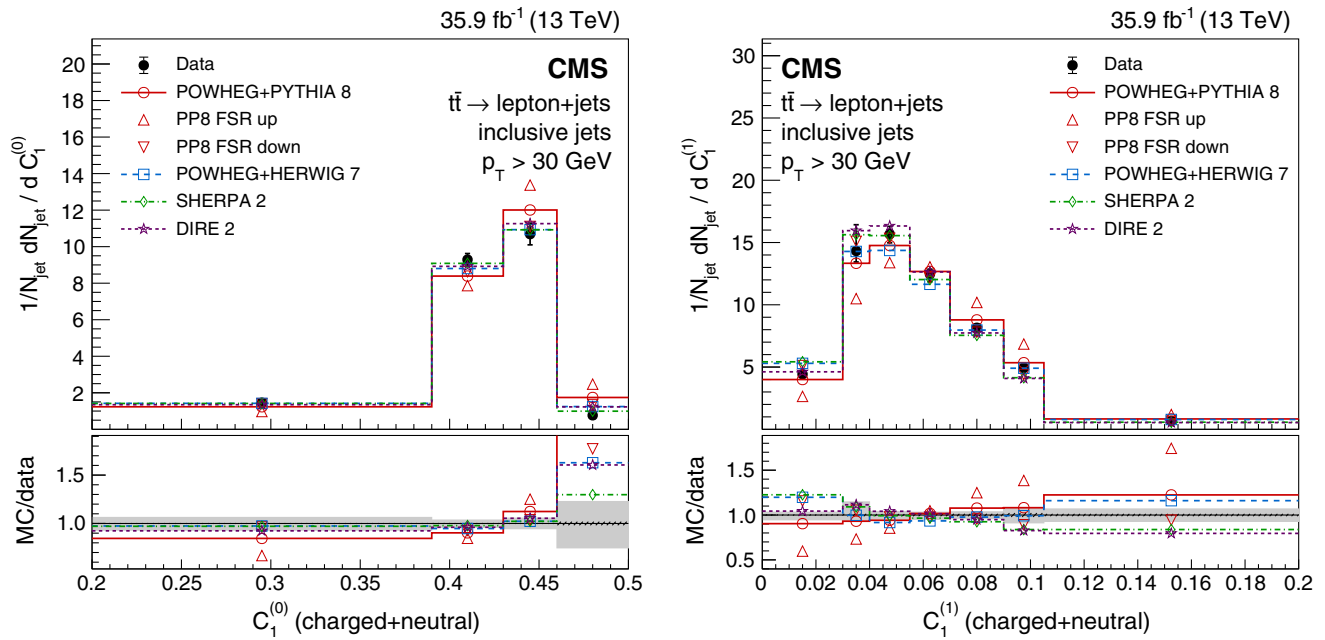 35.9 fb⁻¹ (13 TeV)
CMS
tt̄ → lepton+jets
inclusive jets
p_T > 30 GeV
Data
POWHEG+PYTHIA 8
PP8 FSR up
PP8 FSR down
POWHEG+HERWIG 7
SHERPA 2
DIRE 2
1/N_jet dN_jet / d C_1^(0)
20
18
16
14
12
10
8
6
4
2
MC/data
1.5
1.0
0.2 0.25 0.3 0.35 0.4 0.45 0.5
C_1^(0) (charged+neutral)
35.9 fb⁻¹ (13 TeV)
CMS
tt̄ → lepton+jets
inclusive jets
p_T > 30 GeV
Data
POWHEG+PYTHIA 8
PP8 FSR up
PP8 FSR down
POWHEG+HERWIG 7
SHERPA 2
DIRE 2
1/N_jet dN_jet / d C_1^(1)
30
25
20
15
10
5
MC/data
1.5
1.0
0.5
0 0.02 0.04 0.06 0.08 0.1 0.12 0.14 0.16 0.18 0.2
C_1^(1) (charged+neutral)